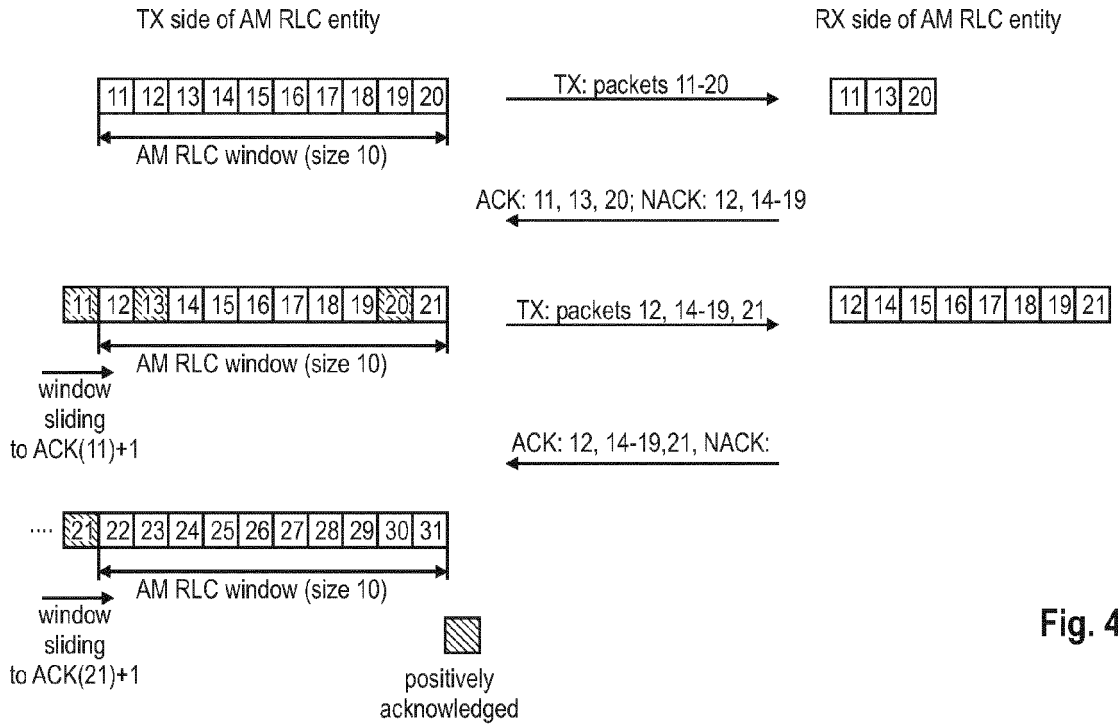 TX side of AM RLC entity
RX side of AM RLC entity
11 12 13 14 15 16 17 18 19 20
TX: packets 11-20
11 13 20
AM RLC window (size 10)
ACK: 11, 13, 20; NACK: 12, 14-19
11 12 13 14 15 16 17 18 19 20 21
TX: packets 12, 14-19, 21
12 14 15 16 17 18 19 21
AM RLC window (size 10)
window
sliding
to ACK(11)+1
ACK: 12, 14-19,21, NACK:
.... 21 22 23 24 25 26 27 28 29 30 31
AM RLC window (size 10)
window
sliding
to ACK(21)+1
positively
acknowledged
Fig. 4